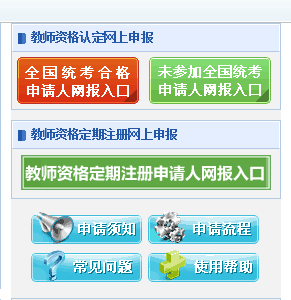 教师资格认定网上申报
全国统考合格
申请人网报入口
未参加全国统考
申请人网报入口
教师资格定期注册网上申报
教师资格定期注册申请人网报入口
申请须知
申请流程
常见问题
使用帮助